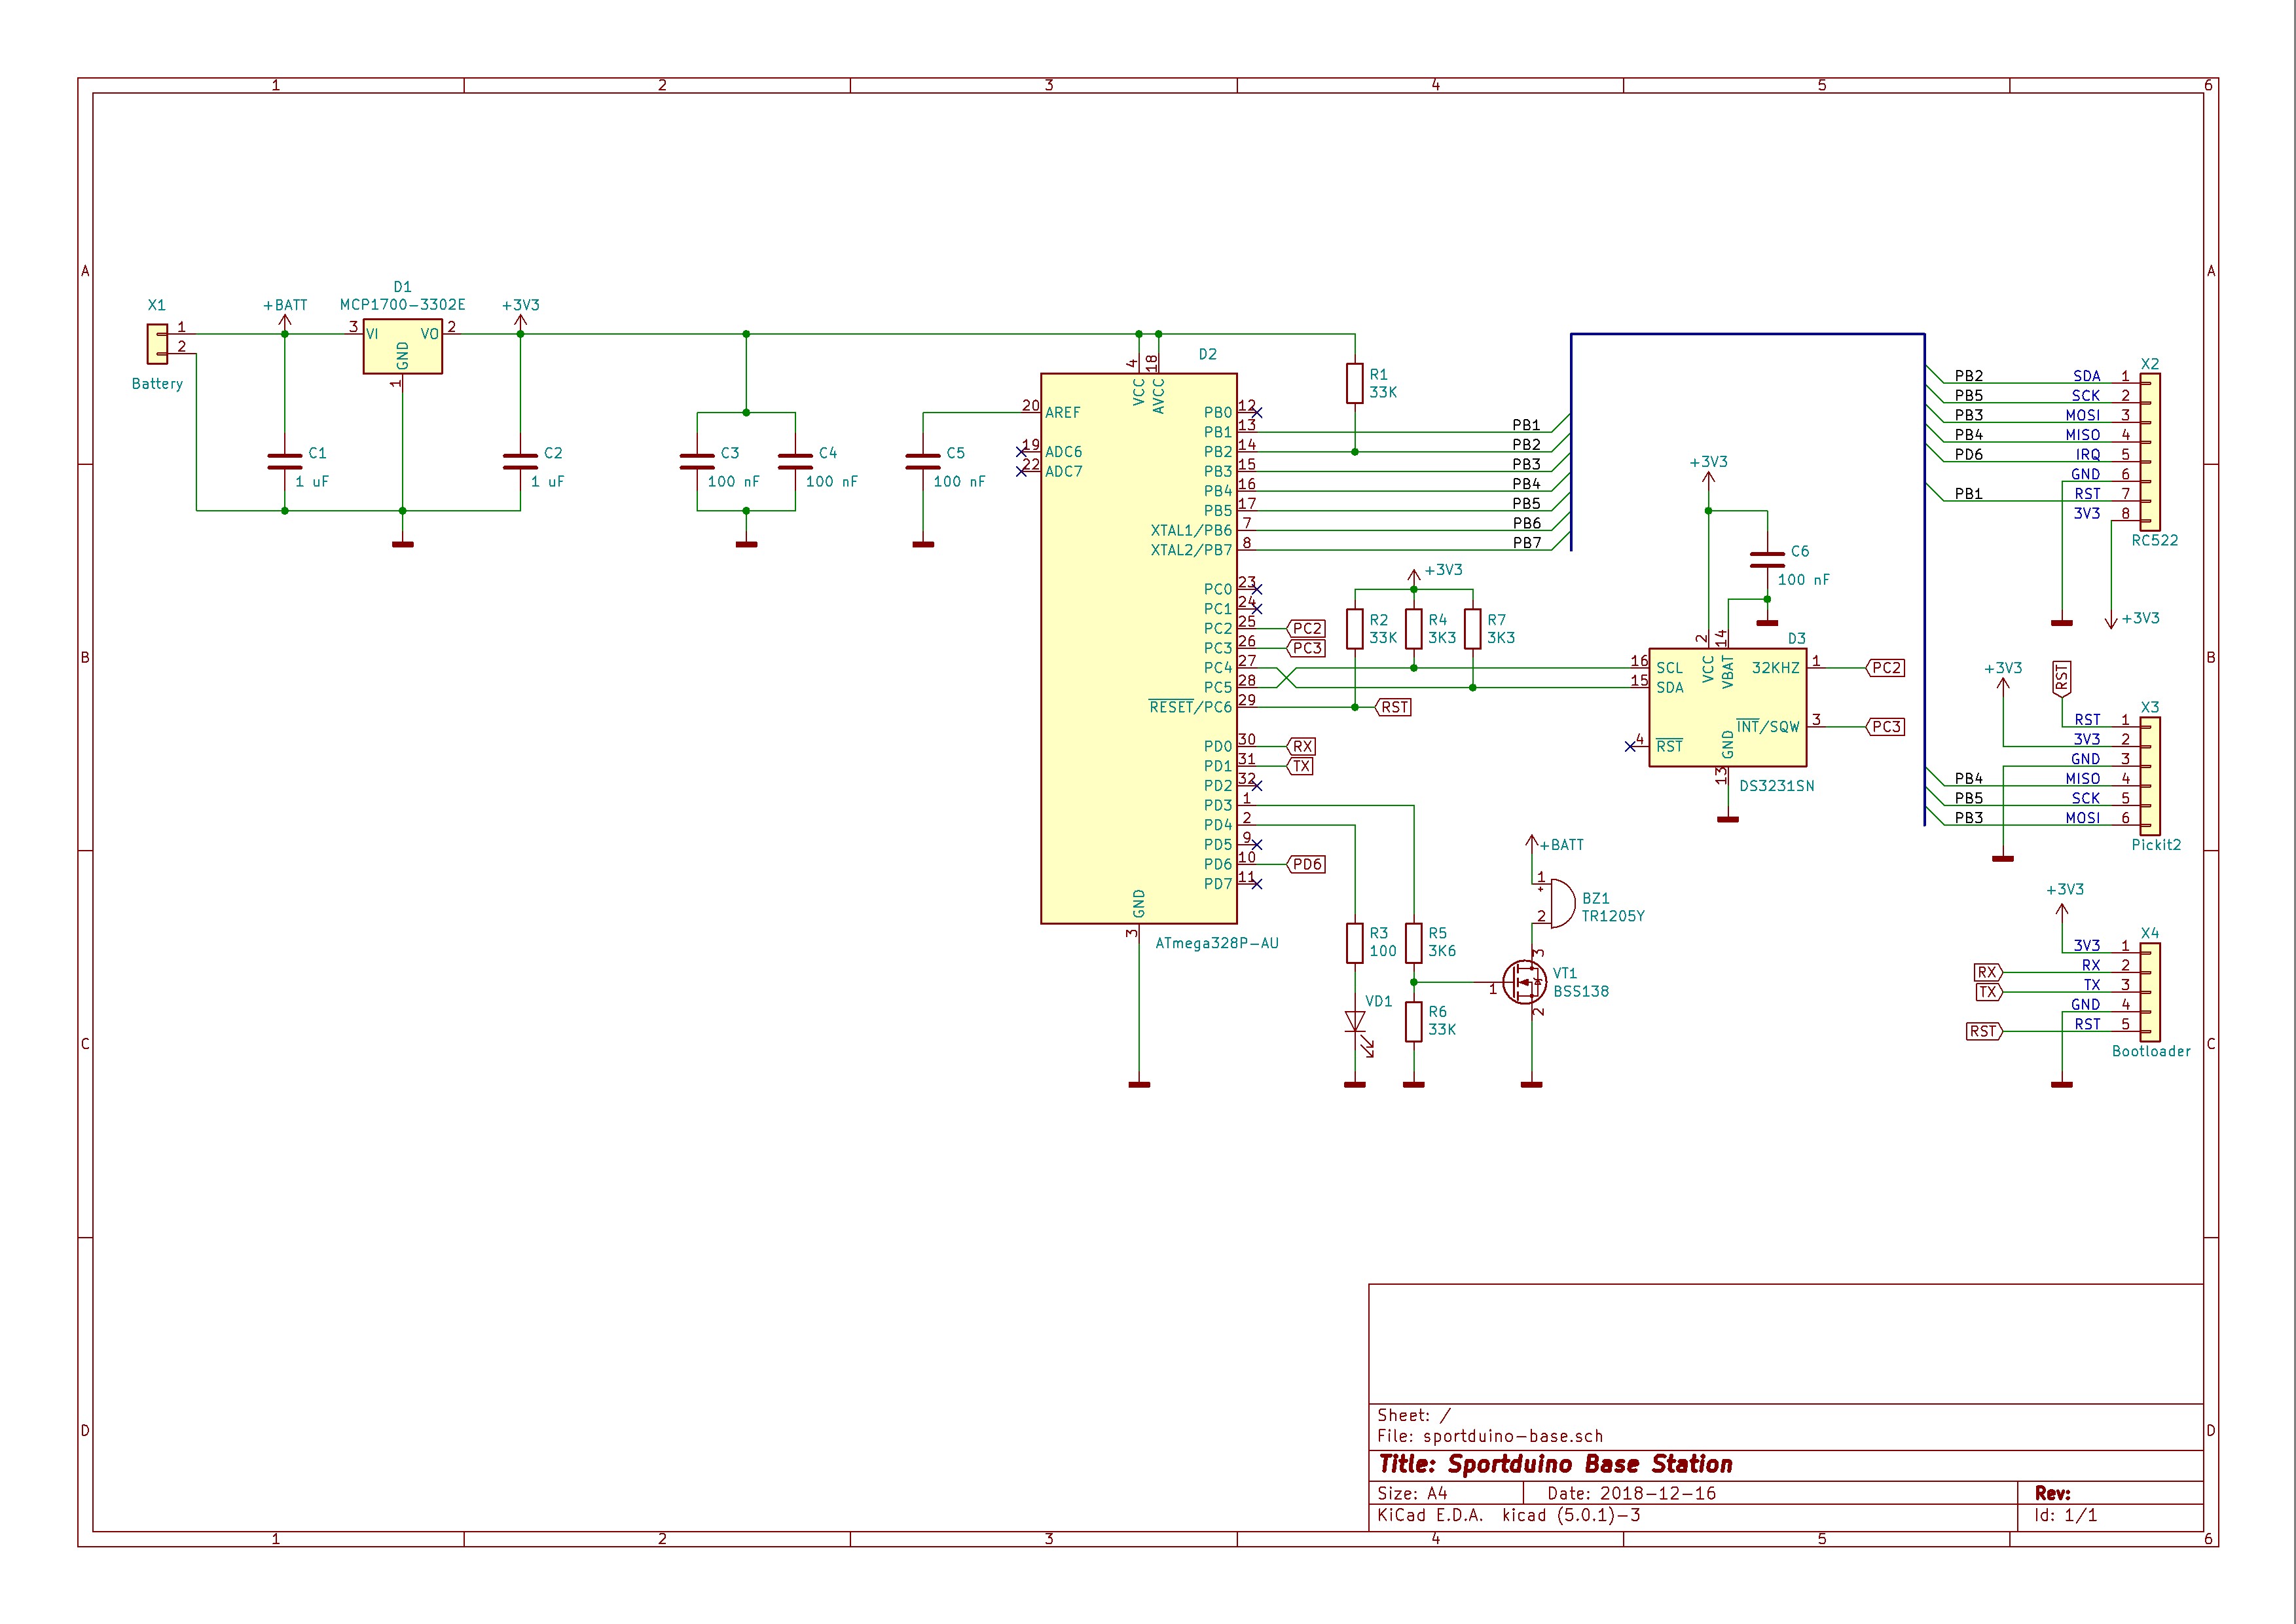 1 2 3 4 5 6
A
A
B
B
C
C
D
D
X1
1
2
Battery
+BATT
C1
1 uF
D1
MCP1700-3302E
3 VI
VO 2
GND
1
+3V3
C2
1 uF
C3
100 nF
C4
100 nF
C5
100 nF
D2
4 VCC
18 AVCC
20 AREF
19 ADC6
22 ADC7
PB0 12
PB1 13
PB2 14
PB3 15
PB4 16
PB5 17
XTAL1/PB6 7
XTAL2/PB7 8
PC0 23
PC1 24
PC2 25
PC3 26
PC4 27
PC5 28
RESET/PC6 29
PD0 30
PD1 31
PD2 32
PD3 1
PD4 2
PD5 9
PD6 10
PD7 11
GND
3
ATmega328P-AU
R1
33K
PB1
PB2
PB3
PB4
PB5
PB6
PB7
PC2
PC3
+3V3
R2
33K
R4
3K3
R7
3K3
RST
RX
TX
PD6
R3
100
VD1
R5
3K6
R6
33K
+BATT
1
+
2
BZ1
TR1205Y
3
1
2
VT1
BSS138
+3V3
C6
100 nF
D3
2 VCC
14 VBAT
16 SCL
15 SDA
4 RST
32KHZ 1
INT/SQW 3
GND
13
DS3231SN
PC2
PC3
X2
PB2 SDA 1
PB5 SCK 2
PB3 MOSI 3
PB4 MISO 4
PD6 IRQ 5
GND 6
PB1 RST 7
3V3 8
RC522
+3V3
+3V3
RST
X3
RST 1
3V3 2
GND 3
PB4 MISO 4
PB5 SCK 5
PB3 MOSI 6
Pickit2
+3V3
X4
3V3 1
RX RX 2
TX TX 3
GND 4
RST RST 5
Bootloader
Sheet: /
File: sportduino-base.sch
Title: Sportduino Base Station
Size: A4 Date: 2018-12-16 Rev:
KiCad E.D.A. kicad (5.0.1)-3 Id: 1/1
1 2 3 4 5 6